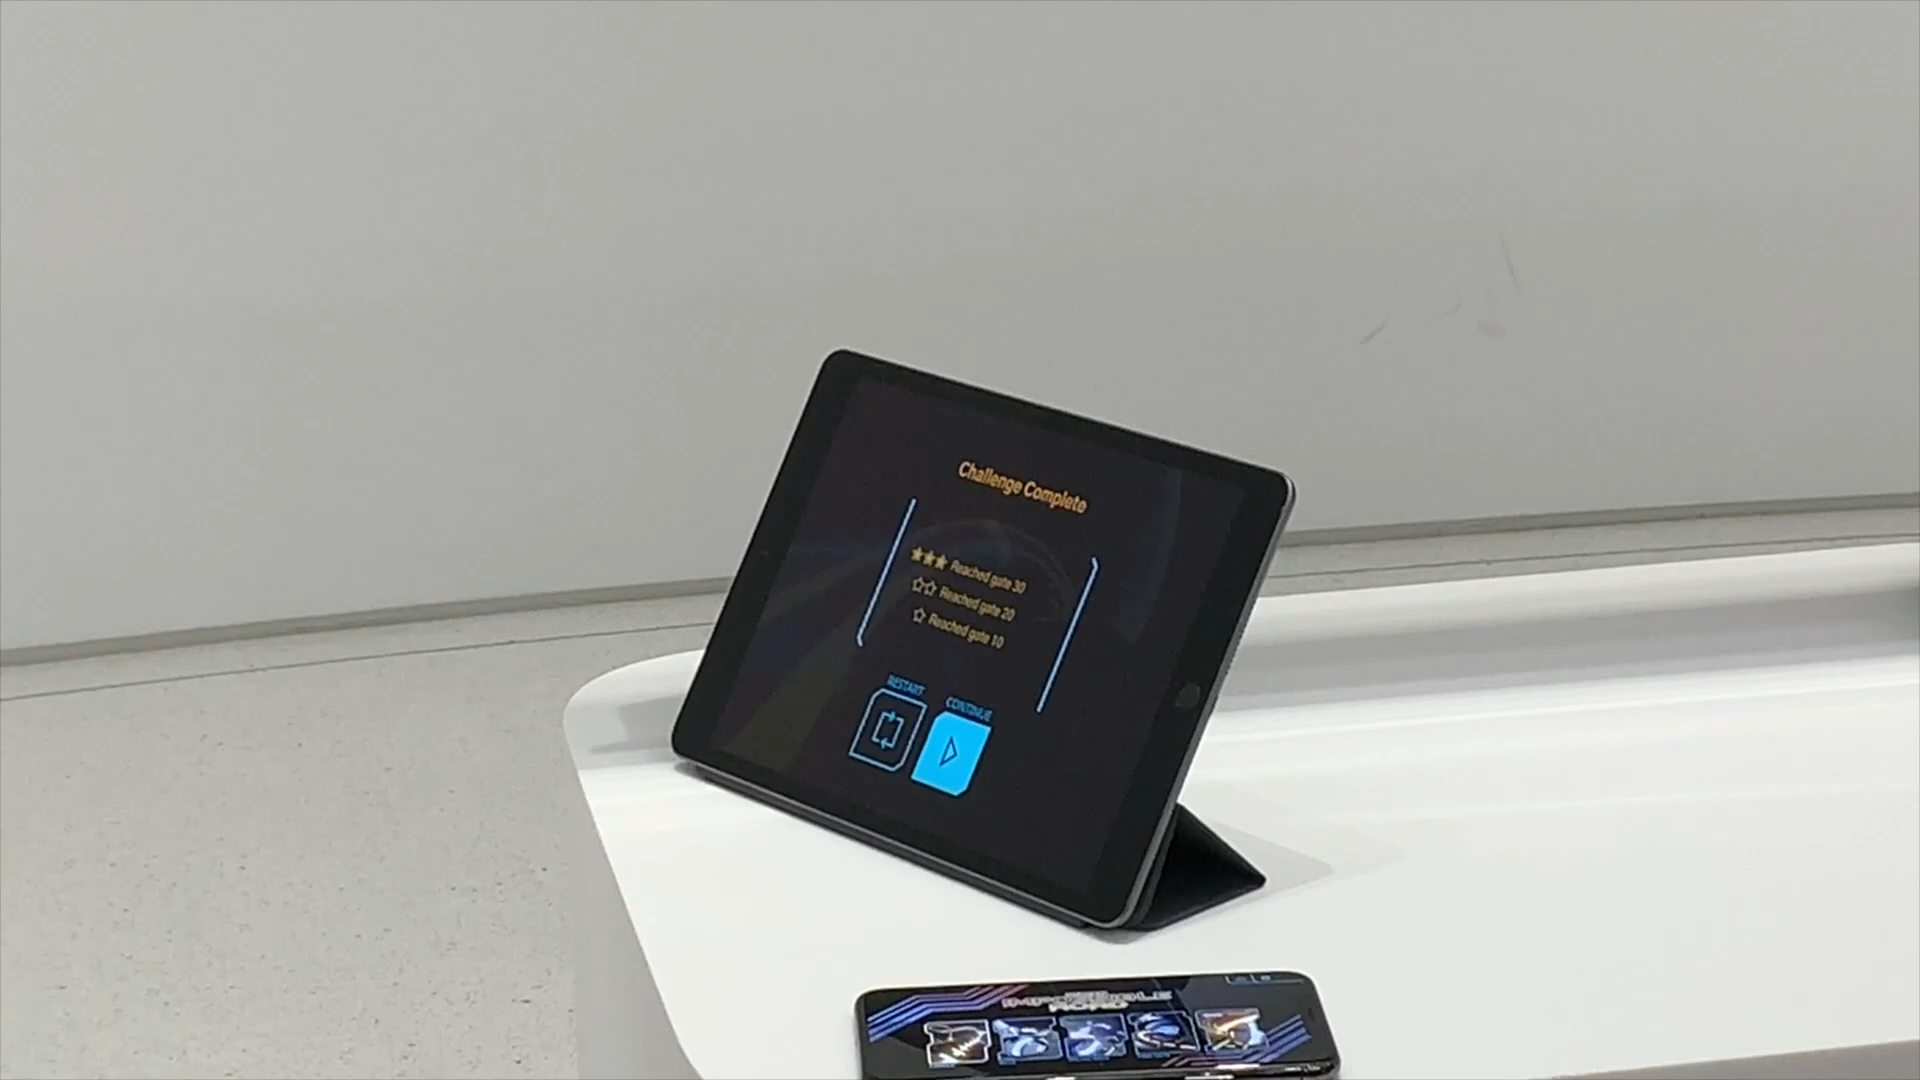 Challenge Complete
Reached gate 30
Reached gate 20
Reached gate 10
RESTART
CONTINUE